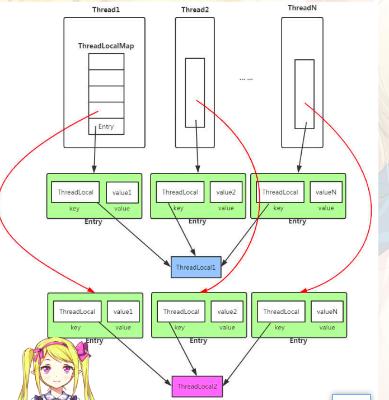 Thread1
Thread2
ThreadN
ThreadLocalMap
... ...
Entry
ThreadLocal value1
key value
Entry
ThreadLocal value2
key value
Entry
ThreadLocal valueN
key value
Entry
ThreadLocal1
ThreadLocal value1
key value
Entry
ThreadLocal value2
key value
Entry
ThreadLocal valueN
key value
Entry
ThreadLocal2